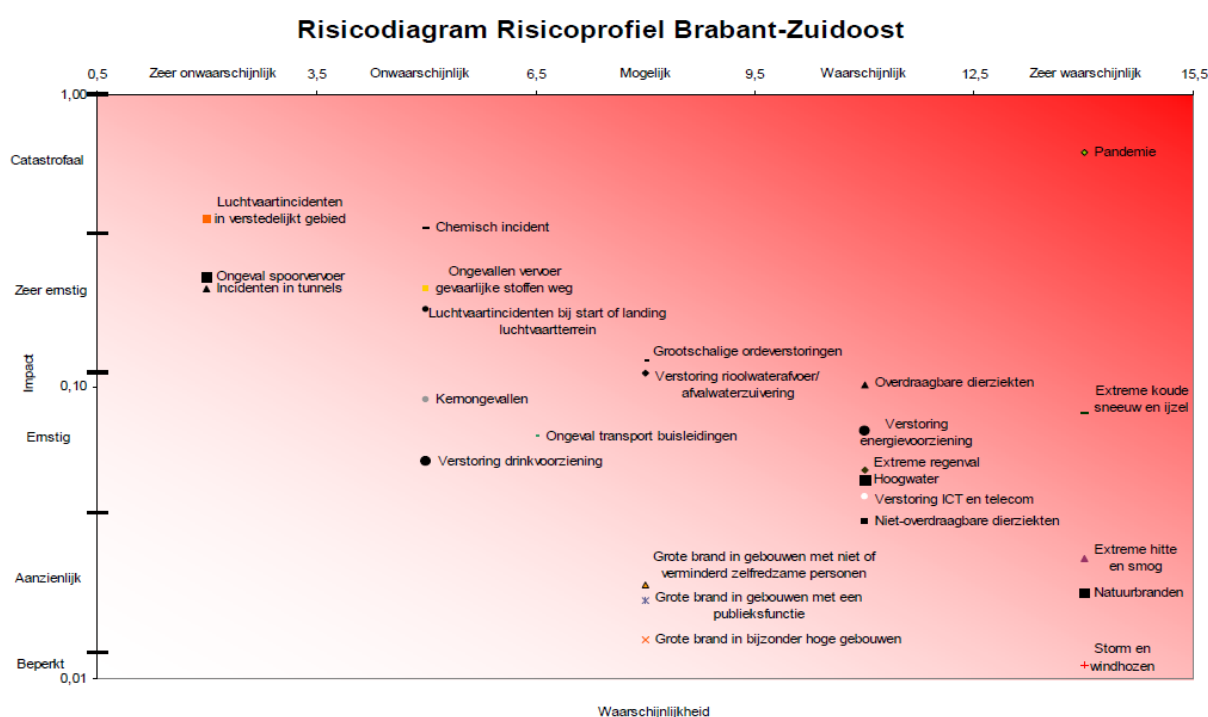 Risicodiagram Risicoprofiel Brabant-Zuidoost
0,5 Zeer onwaarschijnlijk 3,5 Onwaarschijnlijk 6,5 Mogelijk 9,5 Waarschijnlijk 12,5 Zeer waarschijnlijk 15,5
1,00
Catastrofaal
Pandemie
Luchtvaartincidenten
in verstedelijkt gebied
Chemisch incident
Ongeval spoorvervoer
Incidenten in tunnels
Ongevallen vervoer
gevaarlijke stoffen weg
Zeer ernstig
Luchtvaartincidenten bij start of landing
luchtvaartterrein
Grootschalige ordeverstoringen
Verstoring rioolwaterafvoer/
afvalwaterzuivering
Impact
0,10
Overdraagbare dierziekten
Extreme koude
sneeuw en ijzel
Kernongevallen
Ernstig
Ongeval transport buisleidingen
Verstoring
energievoorziening
Verstoring drinkvoorziening
Extreme regenval
Hoogwater
Verstoring ICT en telecom
Niet-overdraagbare dierziekten
Extreme hitte
en smog
Aanzienlijk
Grote brand in gebouwen met niet of
verminderd zelfredzame personen
Natuurbranden
Grote brand in gebouwen met een
publieksfunctie
Grote brand in bijzonder hoge gebouwen
Storm en
windhozen
Beperkt
0,01
Waarschijnlijkheid